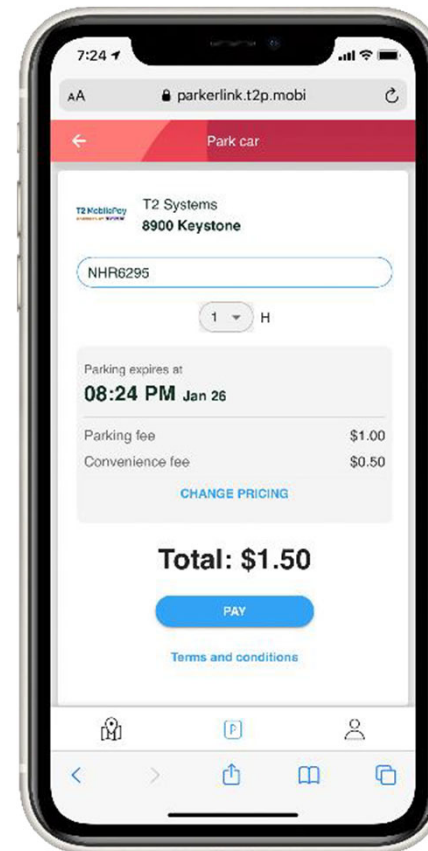 7:24
AA parkerlink.t2p.mobi
Park car
T2 MobilePay
T2 Systems
8900 Keystone
NHR6295
1 H
Parking expires at
08:24 PM Jan 26
Parking fee $1.00
Convenience fee $0.50
CHANGE PRICING
Total: $1.50
PAY
Terms and conditions
P